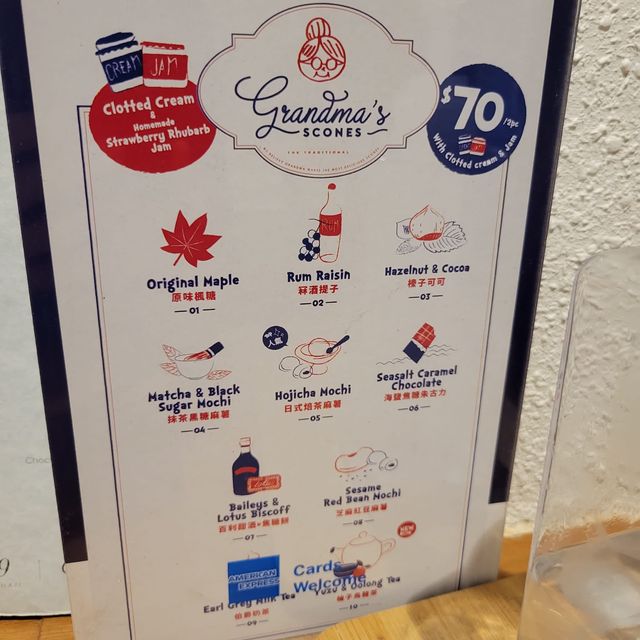 CREAM
JAM
Clotted Cream
&
Homemade
Strawberry Rhubarb
Jam
Grandma's
SCONES
THE TRADITIONAL
$70 /2pc
With Clotted cream & Jam
Original Maple
原味楓糖
01
RUM
Rum Raisin
冧酒提子
02
Hazelnut & Cocoa
榛子可可
03
Matcha & Black
Sugar Mochi
抹茶黑糖麻薯
04
人氣
Hojicha Mochi
日式焙茶麻薯
05
Seasalt Caramel
Chocolate
海鹽焦糖朱古力
06
Baileys &
Lotus Biscoff
百利甜酒×焦糖餅
07
Sesame
Red Bean Mochi
芝麻紅豆麻薯
08
AMERICAN
EXPRESS
Cards
Welcome
Earl Grey Milk Tea
伯爵奶茶
09
NEW
Yuzu & Oolong Tea
柚子烏龍茶
10